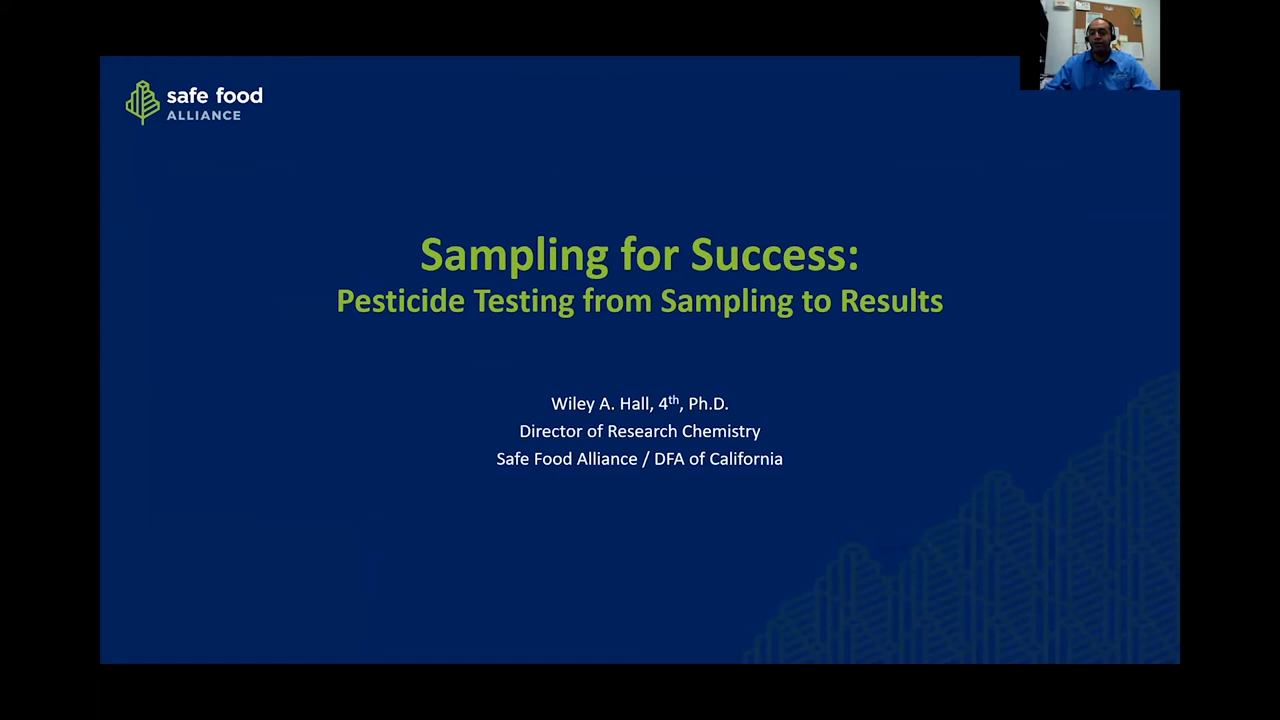 safe food
ALLIANCE
Sampling for Success:
Pesticide Testing from Sampling to Results
Wiley A. Hall, 4th, Ph.D.
Director of Research Chemistry
Safe Food Alliance / DFA of California